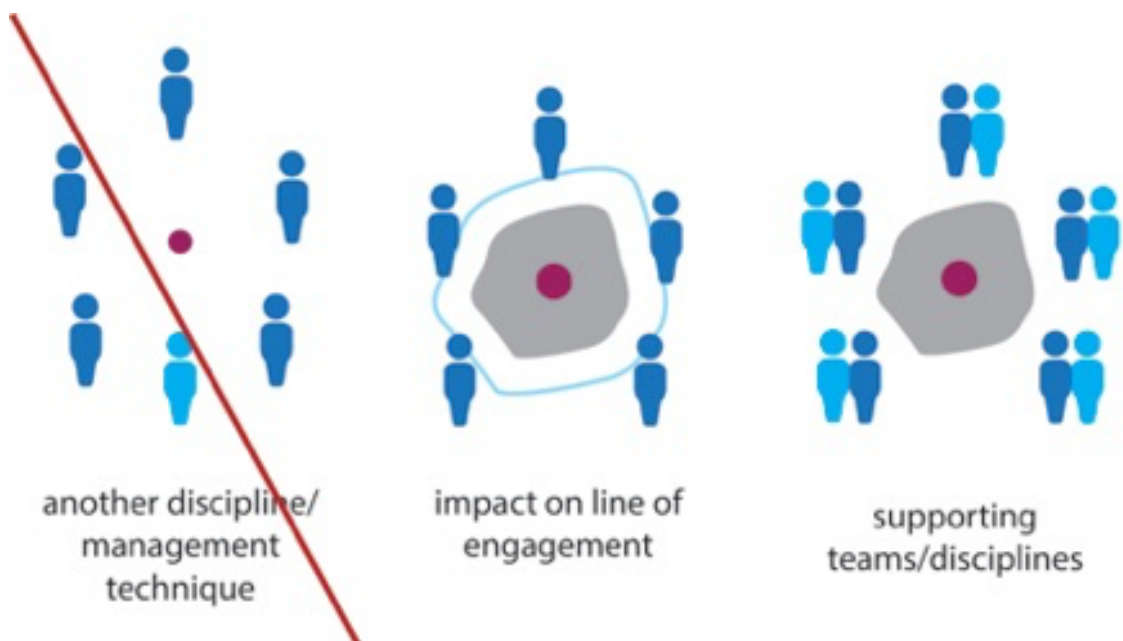 another discipline/
management
technique
impact on line of
engagement
supporting
teams/disciplines